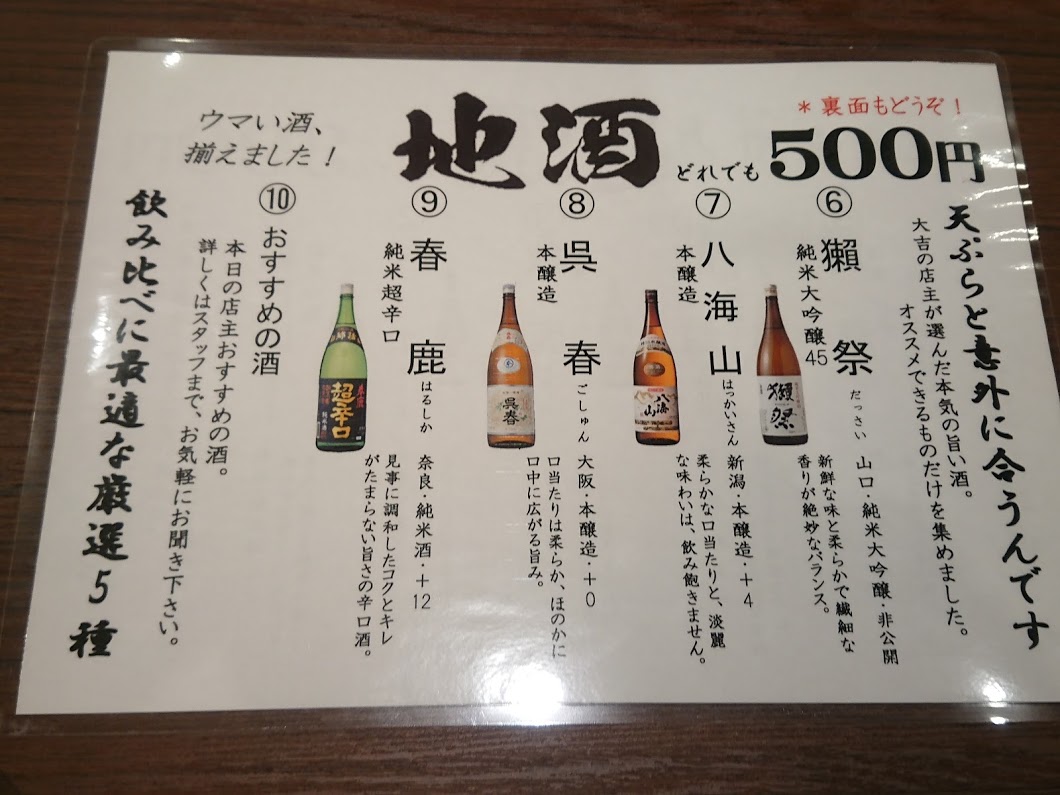 ウマい酒、
揃えました！
地酒
どれでも500円
＊裏面もどうぞ！
天ぷらと意外に合うんです
大吉の店主が選んだ本気の旨い酒。
オススメできるものだけを集めました。
⑥
獺祭
だっさい
純米大吟醸45
山口・純米大吟醸・非公開
新鮮な味と柔らかで繊細な
香りが絶妙なバランス。
獺祭
⑦
八海山
はっかいさん
本醸造
新潟・本醸造・＋4
柔らかな口当たりと、淡麗
な味わいは、飲み飽きません。
八海山
⑧
呉春
ごしゅん
本醸造
大阪・本醸造・＋0
口当たりは柔らか、ほのかに
口中に広がる旨み。
呉春
⑨
春鹿
はるしか
純米超辛口
奈良・純米酒・＋12
見事に調和したコクとキレ
がたまらない旨さの辛口酒。
超辛口
⑩
おすすめの酒
本日の店主おすすめの酒。
詳しくはスタッフまで、お気軽にお聞き下さい。
飲み比べに最適な厳選5種